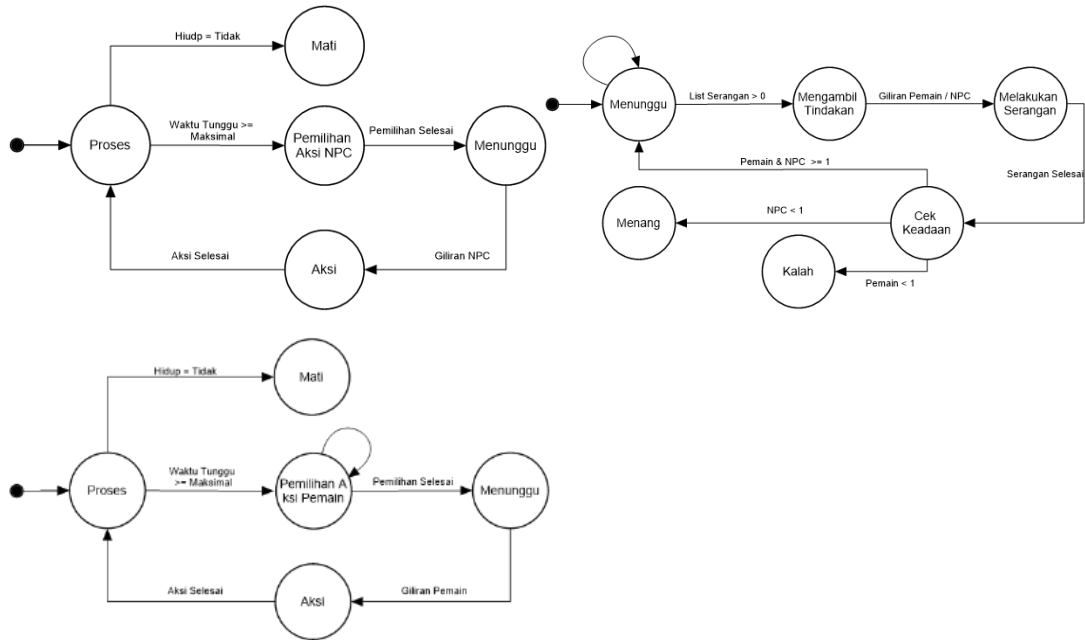 Hiudp = Tidak
Mati
Proses
Waktu Tunggu >=
Maksimal
Pemilihan
Aksi NPC
Pemilihan Selesai
Menunggu
Aksi Selesai
Aksi
Giliran NPC
Menunggu
List Serangan > 0
Mengambil
Tindakan
Giliran Pemain / NPC
Melakukan
Serangan
Pemain & NPC >= 1
Serangan Selesai
Menang
NPC < 1
Cek
Keadaan
Kalah
Pemain < 1
Hidup = Tidak
Mati
Proses
Waktu Tunggu
>= Maksimal
Pemilihan A
ksi Pemain
Pemilihan Selesai
Menunggu
Aksi Selesai
Aksi
Giliran Pemain